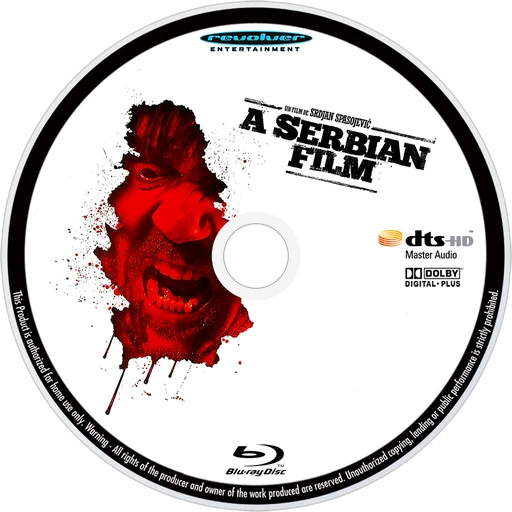 revolver
ENTERTAINMENT
UN FILM DE SRDJAN SPASOJEVIĆ
A SERBIAN
FILM
dts-HD™
Master Audio
DOLBY
DIGITAL·PLUS
Blu-ray Disc™
This Product is authorized for home use only. Warning - All rights of the producer and owner of the work produced are reserved. Unauthorized copying, lending or public performance is strictly prohibited.